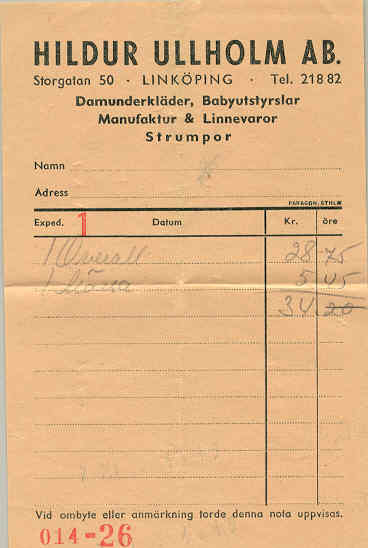 HILDUR ULLHOLM AB.
Storgatan 50 · LINKÖPING · Tel. 218 82
Damunderkläder, Babyutstyrslar
Manufaktur & Linnevaror
Strumpor
Namn
Adress
PARAGON, STHLM
Exped. 1 Datum Kr. öre
1 Overall 28-75
1 5 45
34 20
Vid ombyte eller anmärkning torde denna nota uppvisas.
014-26